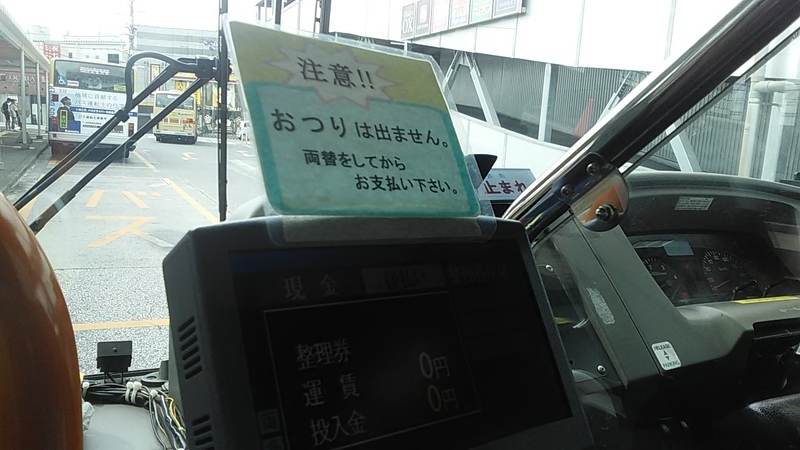 注意!!
おつりは出ません。
両替をしてから
お支払い下さい。
止まれ
現金
整理券
運賃 0円
投入金 0円
RELEASE
PARKING